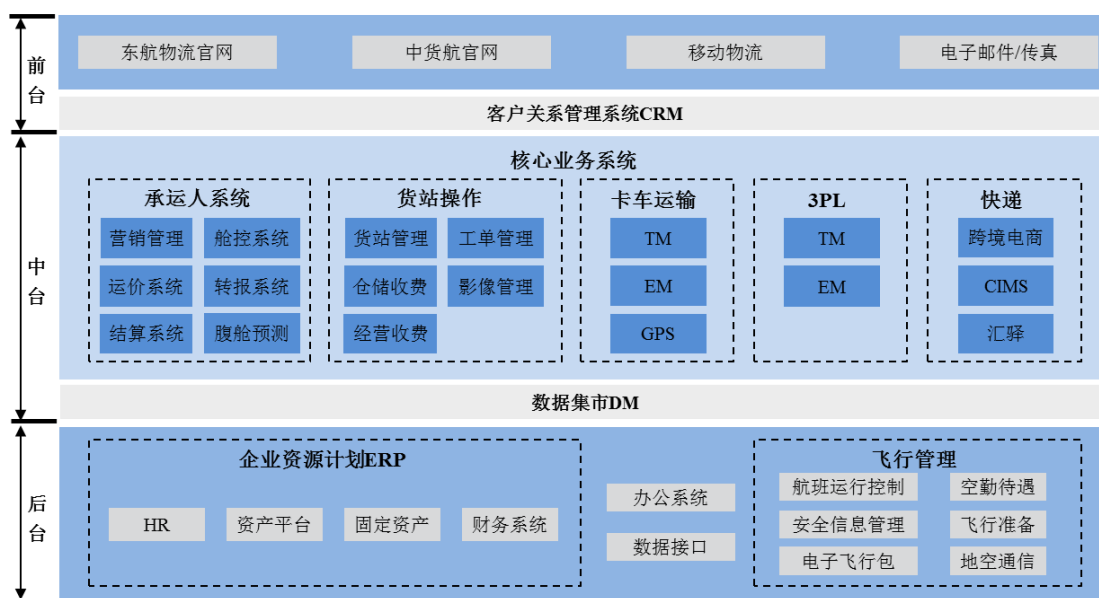 前台
东航物流官网
中货航官网
移动物流
电子邮件/传真
客户关系管理系统CRM
中台
核心业务系统
承运人系统
营销管理
舱控系统
运价系统
转报系统
结算系统
腹舱预测
货站操作
货站管理
工单管理
仓储收费
影像管理
经营收费
卡车运输
TM
EM
GPS
3PL
TM
EM
快递
跨境电商
CIMS
汇驿
数据集市DM
后台
企业资源计划ERP
HR
资产平台
固定资产
财务系统
办公系统
数据接口
飞行管理
航班运行控制
空勤待遇
安全信息管理
飞行准备
电子飞行包
地空通信